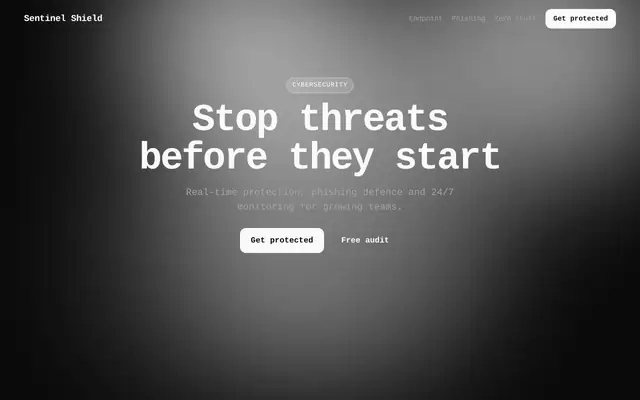 Sentinel Shield
Endpoint Phishing Get protected
CYBERSECURITY
Stop threats
before they start
Real-time protection, phishing defence and 24/7
monitoring for growing teams.
Get protected Free audit